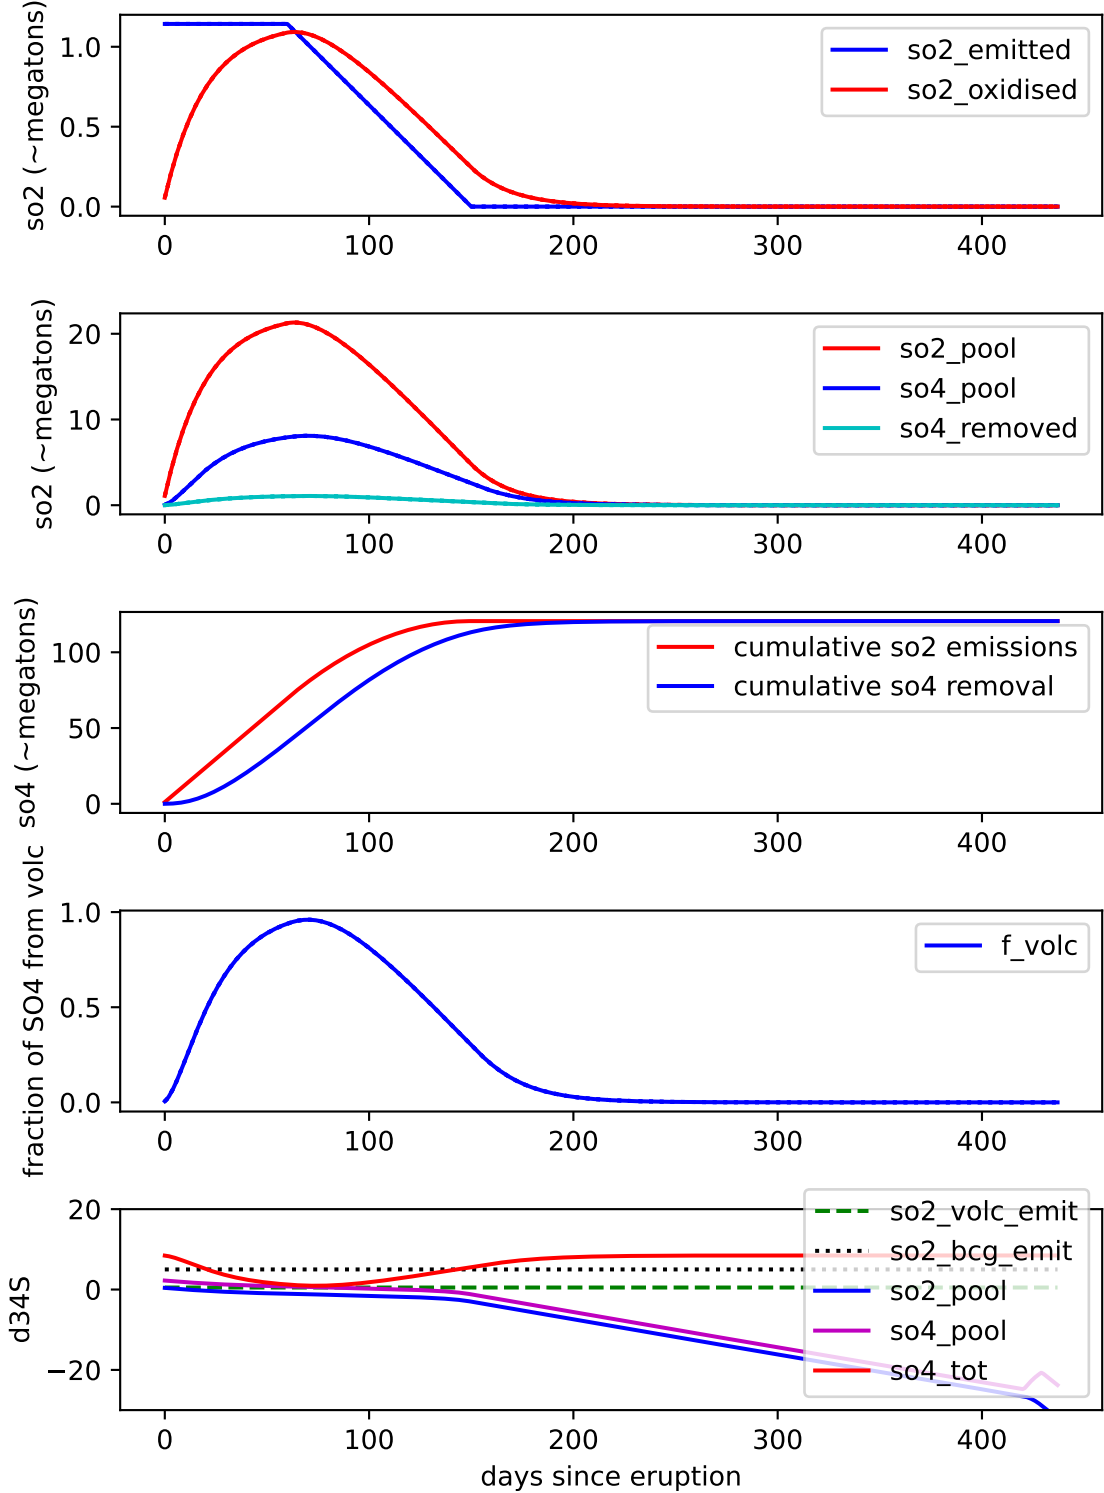 so2 (~megatons)
1.0
0.5
0.0
so2_emitted
so2_oxidised
0 100 200 300 400
so2 (~megatons)
20
10
0
so2_pool
so4_pool
so4_removed
0 100 200 300 400
so4 (~megatons)
100
50
0
cumulative so2 emissions
cumulative so4 removal
0 100 200 300 400
fraction of SO4 from volc
1.0
0.5
0.0
f_volc
0 100 200 300 400
d34S
20
0
−20
so2_volc_emit
so2_bcg_emit
so2_pool
so4_pool
so4_tot
0 100 200 300 400
days since eruption